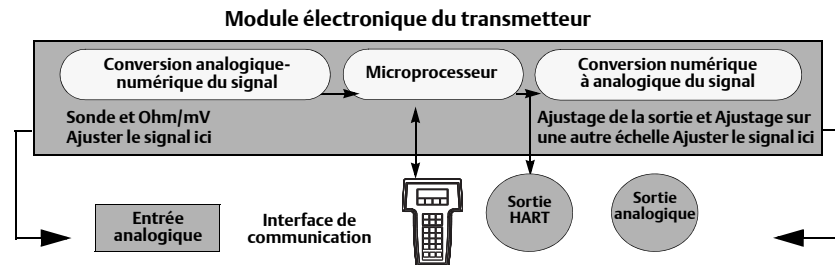 Module électronique du transmetteur
Conversion analogique-
numérique du signal
Microprocesseur
Conversion numérique
à analogique du signal
Sonde et Ohm/mV
Ajuster le signal ici
Ajustage de la sortie et Ajustage sur
une autre échelle Ajuster le signal ici
Entrée
analogique
Interface de
communication
Sortie
HART
Sortie
analogique